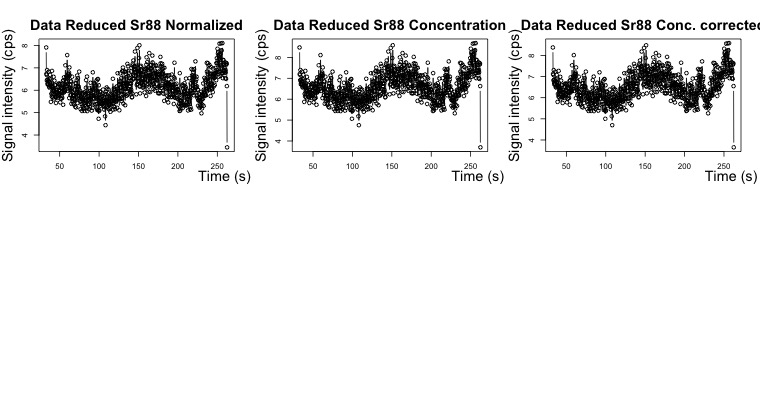 Data Reduced Sr88 Normalized
Signal intensity (cps)
4 5 6 7 8
50 100 150 200 250
Time (s)
Data Reduced Sr88 Concentration
Signal intensity (cps)
4 5 6 7 8
50 100 150 200 250
Time (s)
Data Reduced Sr88 Conc. corrected
Signal intensity (cps)
4 5 6 7 8
50 100 150 200 250
Time (s)